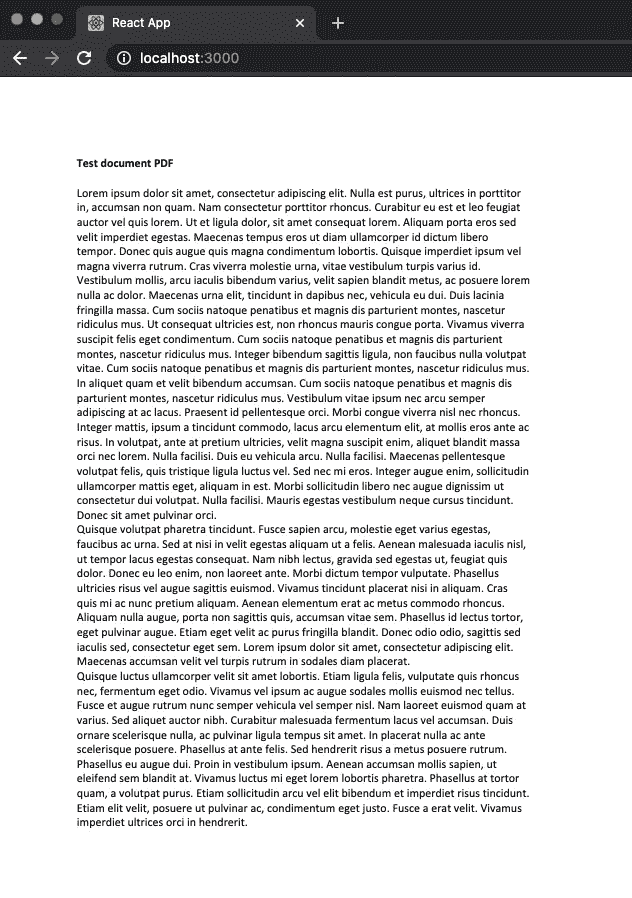 React App
localhost:3000
Test document PDF
Lorem ipsum dolor sit amet, consectetur adipiscing elit. Nulla est purus, ultrices in porttitor
in, accumsan non quam. Nam consectetur porttitor rhoncus. Curabitur eu est et leo feugiat
auctor vel quis lorem. Ut et ligula dolor, sit amet consequat lorem. Aliquam porta eros sed
velit imperdiet egestas. Maecenas tempus eros ut diam ullamcorper id dictum libero
tempor. Donec quis augue quis magna condimentum lobortis. Quisque imperdiet ipsum vel
magna viverra rutrum. Cras viverra molestie urna, vitae vestibulum turpis varius id.
Vestibulum mollis, arcu iaculis bibendum varius, velit sapien blandit metus, ac posuere lorem
nulla ac dolor. Maecenas urna elit, tincidunt in dapibus nec, vehicula eu dui. Duis lacinia
fringilla massa. Cum sociis natoque penatibus et magnis dis parturient montes, nascetur
ridiculus mus. Ut consequat ultricies est, non rhoncus mauris congue porta. Vivamus viverra
suscipit felis eget condimentum. Cum sociis natoque penatibus et magnis dis parturient
montes, nascetur ridiculus mus. Integer bibendum sagittis ligula, non faucibus nulla volutpat
vitae. Cum sociis natoque penatibus et magnis dis parturient montes, nascetur ridiculus mus.
In aliquet quam et velit bibendum accumsan. Cum sociis natoque penatibus et magnis dis
parturient montes, nascetur ridiculus mus. Vestibulum vitae ipsum nec arcu semper
adipiscing at ac lacus. Praesent id pellentesque orci. Morbi congue viverra nisl nec rhoncus.
Integer mattis, ipsum a tincidunt commodo, lacus arcu elementum elit, at mollis eros ante ac
risus. In volutpat, ante at pretium ultricies, velit magna suscipit enim, aliquet blandit massa
orci nec lorem. Nulla facilisi. Duis eu vehicula arcu. Nulla facilisi. Maecenas pellentesque
volutpat felis, quis tristique ligula luctus vel. Sed nec mi eros. Integer augue enim, sollicitudin
ullamcorper mattis eget, aliquam in est. Morbi sollicitudin libero nec augue dignissim ut
consectetur dui volutpat. Nulla facilisi. Mauris egestas vestibulum neque cursus tincidunt.
Donec sit amet pulvinar orci.
Quisque volutpat pharetra tincidunt. Fusce sapien arcu, molestie eget varius egestas,
faucibus ac urna. Sed at nisi in velit egestas aliquam ut a felis. Aenean malesuada iaculis nisl,
ut tempor lacus egestas consequat. Nam nibh lectus, gravida sed egestas ut, feugiat quis
dolor. Donec eu leo enim, non laoreet ante. Morbi dictum tempor vulputate. Phasellus
ultricies risus vel augue sagittis euismod. Vivamus tincidunt placerat nisi in aliquam. Cras
quis mi ac nunc pretium aliquam. Aenean elementum erat ac metus commodo rhoncus.
Aliquam nulla augue, porta non sagittis quis, accumsan vitae sem. Phasellus id lectus tortor,
eget pulvinar augue. Etiam eget velit ac purus fringilla blandit. Donec odio odio, sagittis sed
iaculis sed, consectetur eget sem. Lorem ipsum dolor sit amet, consectetur adipiscing elit.
Maecenas accumsan velit vel turpis rutrum in sodales diam placerat.
Quisque luctus ullamcorper velit sit amet lobortis. Etiam ligula felis, vulputate quis rhoncus
nec, fermentum eget odio. Vivamus vel ipsum ac augue sodales mollis euismod nec tellus.
Fusce et augue rutrum nunc semper vehicula vel semper nisl. Nam laoreet euismod quam at
varius. Sed aliquet auctor nibh. Curabitur malesuada fermentum lacus vel accumsan. Duis
ornare scelerisque nulla, ac pulvinar ligula tempus sit amet. In placerat nulla ac ante
scelerisque posuere. Phasellus at ante felis. Sed hendrerit risus a metus posuere rutrum.
Phasellus eu augue dui. Proin in vestibulum ipsum. Aenean accumsan mollis sapien, ut
eleifend sem blandit at. Vivamus luctus mi eget lorem lobortis pharetra. Phasellus at tortor
quam, a volutpat purus. Etiam sollicitudin arcu vel elit bibendum et imperdiet risus tincidunt.
Etiam elit velit, posuere ut pulvinar ac, condimentum eget justo. Fusce a erat velit. Vivamus
imperdiet ultrices orci in hendrerit.